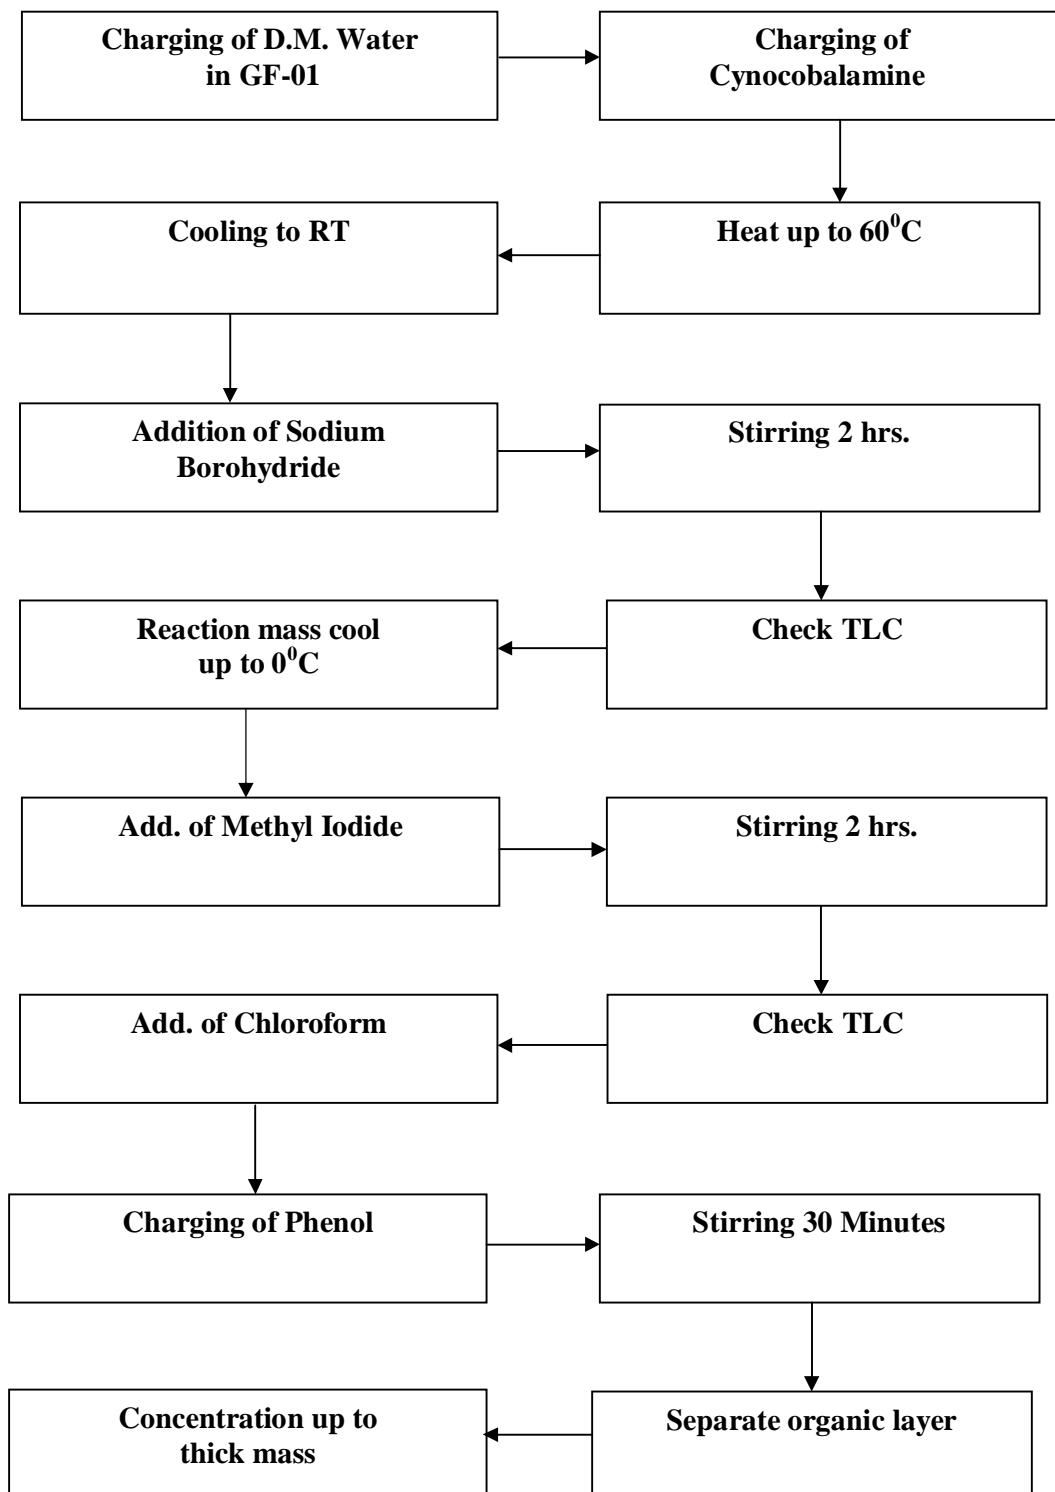 Charging of D.M. Water
in GF-01
Charging of
Cynocobalamine
Cooling to RT
Heat up to 60⁰C
Addition of Sodium
Borohydride
Stirring 2 hrs.
Reaction mass cool
up to 0⁰C
Check TLC
Add. of Methyl Iodide
Stirring 2 hrs.
Add. of Chloroform
Check TLC
Charging of Phenol
Stirring 30 Minutes
Concentration up to
thick mass
Separate organic layer